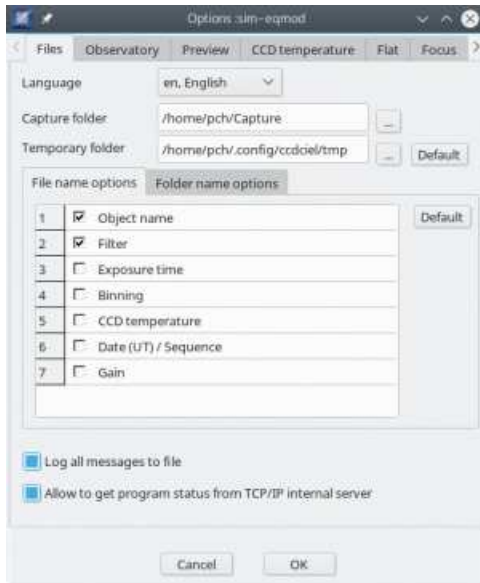 Options :sim-eqmod
Files Observatory Preview CCD temperature Flat Focus
Language en, English
Capture folder /home/pch/Capture ...
Temporary folder /home/pch/.config/ccdciel/tmp ... Default
File name options Folder name options
1 Object name Default
2 Filter
3 Exposure time
4 Binning
5 CCD temperature
6 Date (UT) / Sequence
7 Gain
Log all messages to file
Allow to get program status from TCP/IP internal server
Cancel OK